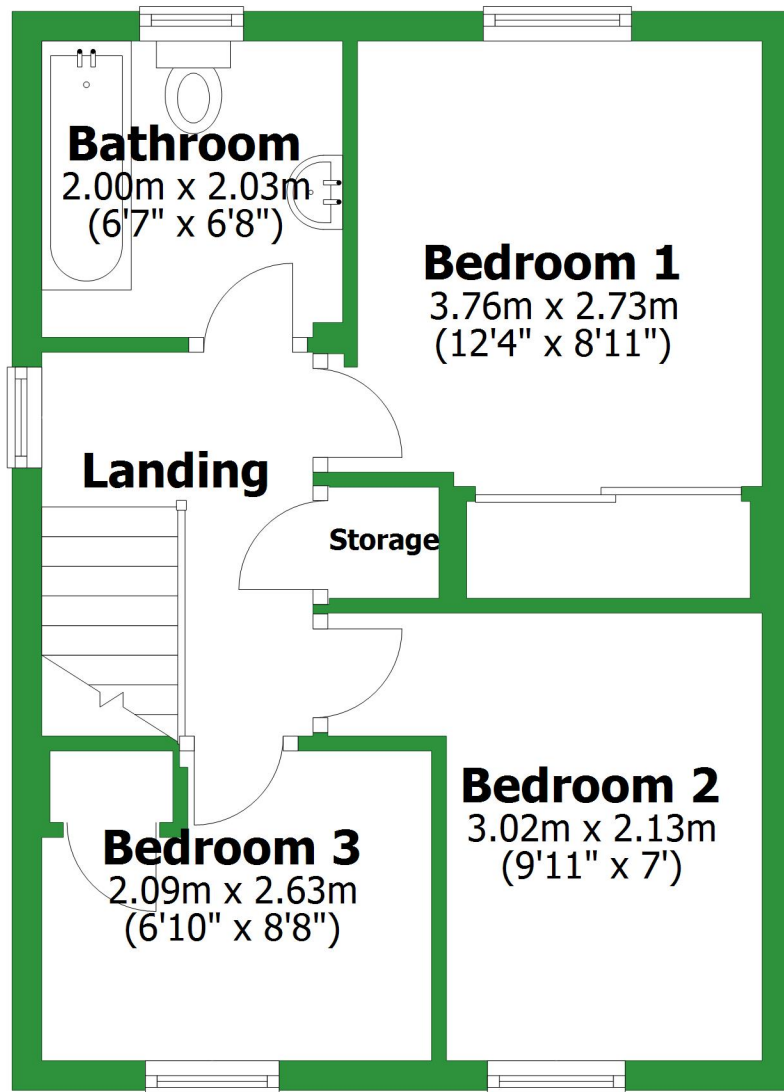 Bathroom
2.00m x 2.03m
(6'7" x 6'8")
Bedroom 1
3.76m x 2.73m
(12'4" x 8'11")
Landing
Storage
Bedroom 2
3.02m x 2.13m
(9'11" x 7')
Bedroom 3
2.09m x 2.63m
(6'10" x 8'8")